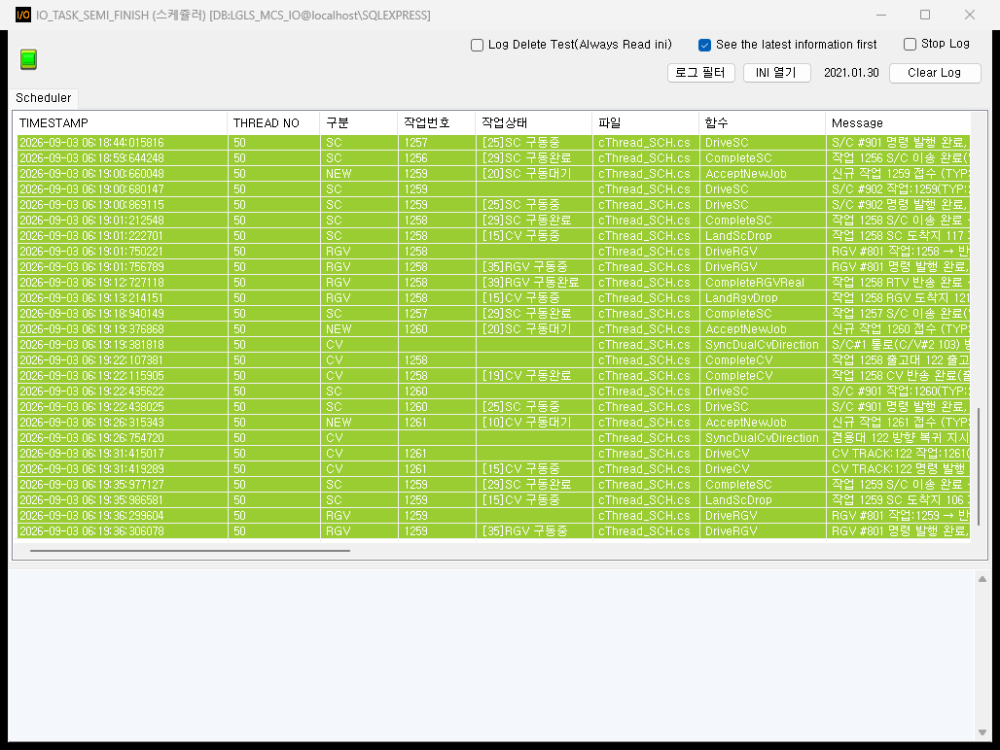 I/O IO_TASK_SEMI_FINISH (스케쥴러) [DB:LGLS_MCS_IO@localhost\SQLEXPRESS]
Log Delete Test(Always Read ini) See the latest information first Stop Log
로그 필터 INI 열기 2021.01.30 Clear Log
Scheduler
TIMESTAMP THREAD NO 구분 작업번호 작업상태 파일 함수 Message
2026-09-03 06:18:44:015816 50 SC 1257 [25]SC 구동중 cThread_SCH.cs DriveSC S/C #901 명령 발행 완료,
2026-09-03 06:18:59:644248 50 SC 1256 [29]SC 구동완료 cThread_SCH.cs CompleteSC 작업 1256 S/C 이송 완료(
2026-09-03 06:19:00:660048 50 NEW 1259 [20]SC 구동대기 cThread_SCH.cs AcceptNewJob 신규 작업 1259 접수 (TYP:
2026-09-03 06:19:00:680147 50 SC 1259 cThread_SCH.cs DriveSC S/C #902 작업:1259(TYP:
2026-09-03 06:19:00:869115 50 SC 1259 [25]SC 구동중 cThread_SCH.cs DriveSC S/C #902 명령 발행 완료,
2026-09-03 06:19:01:212548 50 SC 1258 [29]SC 구동완료 cThread_SCH.cs CompleteSC 작업 1258 S/C 이송 완료 -
2026-09-03 06:19:01:222701 50 SC 1258 [15]CV 구동중 cThread_SCH.cs LandScDrop 작업 1258 SC 도착지 117
2026-09-03 06:19:01:750221 50 RGV 1258 cThread_SCH.cs DriveRGV RGV #801 작업:1258 → 반
2026-09-03 06:19:01:756789 50 RGV 1258 [35]RGV 구동중 cThread_SCH.cs DriveRGV RGV #801 명령 발행 완료,
2026-09-03 06:19:12:727118 50 RGV 1258 [39]RGV 구동완료 cThread_SCH.cs CompleteRGVReal 작업 1258 RTV 반송 완료 -
2026-09-03 06:19:13:214151 50 RGV 1258 [15]CV 구동중 cThread_SCH.cs LandRgvDrop 작업 1258 RGV 도착지 121
2026-09-03 06:19:18:940149 50 SC 1257 [29]SC 구동완료 cThread_SCH.cs CompleteSC 작업 1257 S/C 이송 완료(
2026-09-03 06:19:19:376868 50 NEW 1260 [20]SC 구동대기 cThread_SCH.cs AcceptNewJob 신규 작업 1260 접수 (TYP:
2026-09-03 06:19:19:381818 50 CV cThread_SCH.cs SyncDualCvDirection S/C#1 통로(C/V#2 103) 방
2026-09-03 06:19:22:107381 50 CV 1258 cThread_SCH.cs CompleteCV 작업 1258 출고대 122 출고
2026-09-03 06:19:22:115905 50 CV 1258 [19]CV 구동완료 cThread_SCH.cs CompleteCV 작업 1258 CV 반송 완료(출
2026-09-03 06:19:22:435622 50 SC 1260 cThread_SCH.cs DriveSC S/C #901 작업:1260(TYP:
2026-09-03 06:19:22:438025 50 SC 1260 [25]SC 구동중 cThread_SCH.cs DriveSC S/C #901 명령 발행 완료,
2026-09-03 06:19:26:315343 50 NEW 1261 [10]CV 구동대기 cThread_SCH.cs AcceptNewJob 신규 작업 1261 접수 (TYP:
2026-09-03 06:19:26:754720 50 CV cThread_SCH.cs SyncDualCvDirection 겸용대 122 방향 복귀 지시
2026-09-03 06:19:31:415017 50 CV 1261 cThread_SCH.cs DriveCV CV TRACK:122 작업:1261(
2026-09-03 06:19:31:419289 50 CV 1261 [15]CV 구동중 cThread_SCH.cs DriveCV CV TRACK:122 명령 발행
2026-09-03 06:19:35:977127 50 SC 1259 [29]SC 구동완료 cThread_SCH.cs CompleteSC 작업 1259 S/C 이송 완료 -
2026-09-03 06:19:35:986581 50 SC 1259 [15]CV 구동중 cThread_SCH.cs LandScDrop 작업 1259 SC 도착지 106
2026-09-03 06:19:36:299604 50 RGV 1259 cThread_SCH.cs DriveRGV RGV #801 작업:1259 → 반
2026-09-03 06:19:36:306078 50 RGV 1259 [35]RGV 구동중 cThread_SCH.cs DriveRGV RGV #801 명령 발행 완료,